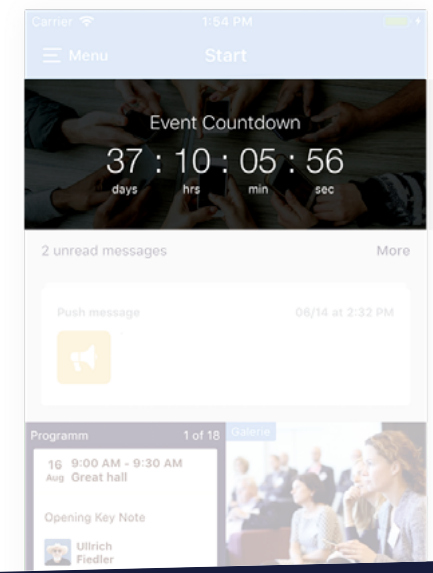 Carrier 1:54 PM
Menu Start
Event Countdown
37 : 10 : 05 : 56
days hrs min sec
2 unread messages More
Push message 06/14 at 2:32 PM
Programm 1 of 18 Galerie
16 9:00 AM - 9:30 AM
Aug Great hall
Opening Key Note
Ullrich
Fiedler